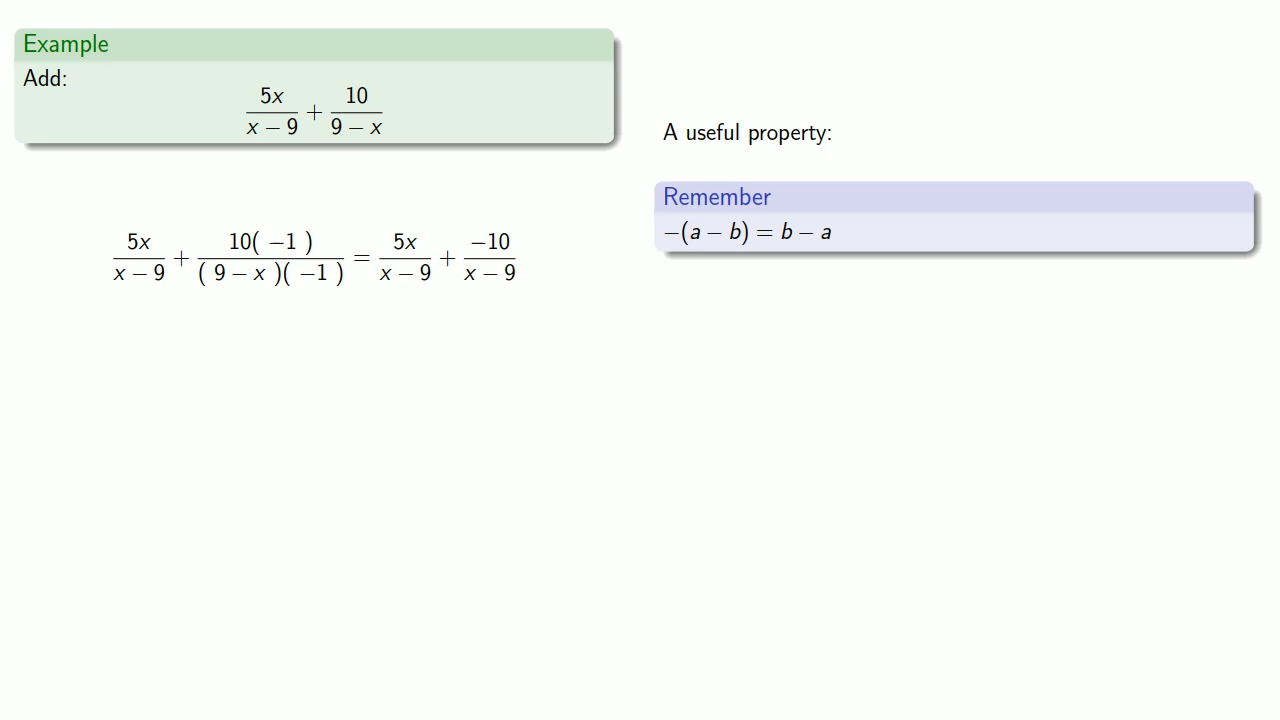 Example
Add:
5x/(x − 9) + 10/(9 − x)
A useful property:
Remember
−(a − b) = b − a
5x/(x − 9) + 10( −1 )/(( 9 − x )( −1 )) = 5x/(x − 9) + −10/(x − 9)